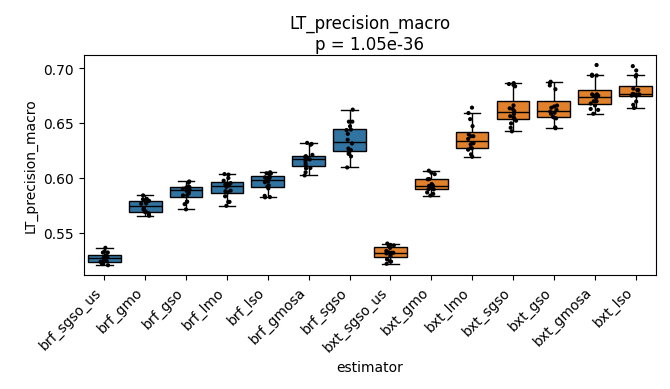 LT_precision_macro
p = 1.05e-36
LT_precision_macro
0.70
0.65
0.60
0.55
brf_sgso_us
brf_gmo
brf_gso
brf_lmo
brf_lso
brf_gmosa
brf_sgso
bxt_sgso_us
bxt_gmo
bxt_lmo
bxt_sgso
bxt_gso
bxt_gmosa
bxt_lso
estimator